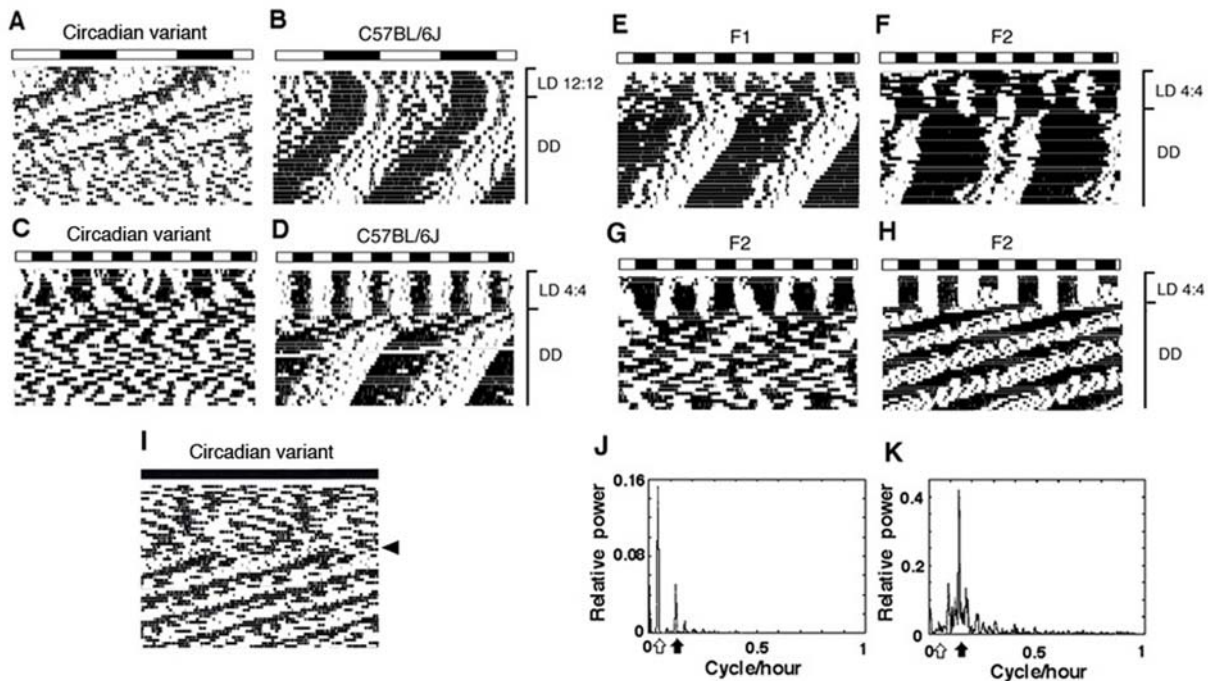 A
Circadian variant
B
C57BL/6J
LD 12:12
DD
C
Circadian variant
D
C57BL/6J
LD 4:4
DD
E
F1
F
F2
LD 4:4
DD
G
F2
H
F2
LD 4:4
DD
I
Circadian variant
J
Relative power
0.16
0.08
0
0
0.5
1
Cycle/hour
K
Relative power
0.4
0.2
0
0
0.5
1
Cycle/hour